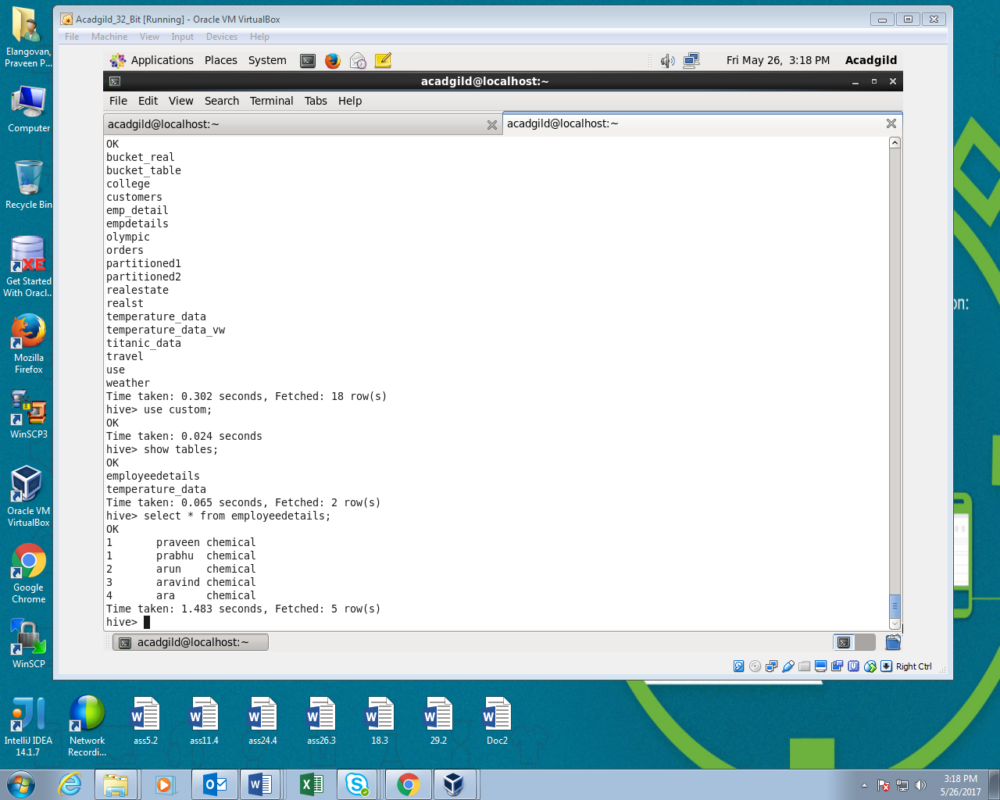 Acadgild_32_Bit [Running] - Oracle VM VirtualBox
File Machine View Input Devices Help
Applications Places System Fri May 26, 3:18 PM Acadgild
acadgild@localhost:~
File Edit View Search Terminal Tabs Help
acadgild@localhost:~ acadgild@localhost:~
OK
bucket_real
bucket_table
college
customers
emp_detail
empdetails
olympic
orders
partitioned1
partitioned2
realestate
realst
temperature_data
temperature_data_vw
titanic_data
travel
use
weather
Time taken: 0.302 seconds, Fetched: 18 row(s)
hive> use custom;
OK
Time taken: 0.024 seconds
hive> show tables;
OK
employeedetails
temperature_data
Time taken: 0.065 seconds, Fetched: 2 row(s)
hive> select * from employeedetails;
OK
1 praveen chemical
1 prabhu chemical
2 arun chemical
3 aravind chemical
4 ara chemical
Time taken: 1.483 seconds, Fetched: 5 row(s)
hive>
acadgild@localhost:~
Right Ctrl
Elangovan,
Praveen P...
Computer
Recycle Bin
Get Started
With Oracl...
Mozilla
Firefox
WinSCP3
Oracle VM
VirtualBox
Google
Chrome
WinSCP
IntelliJ IDEA
14.1.7
Network
Recordi...
ass5.2
ass11.4
ass24.4
ass26.3
18.3
29.2
Doc2
on:
3:18 PM
5/26/2017